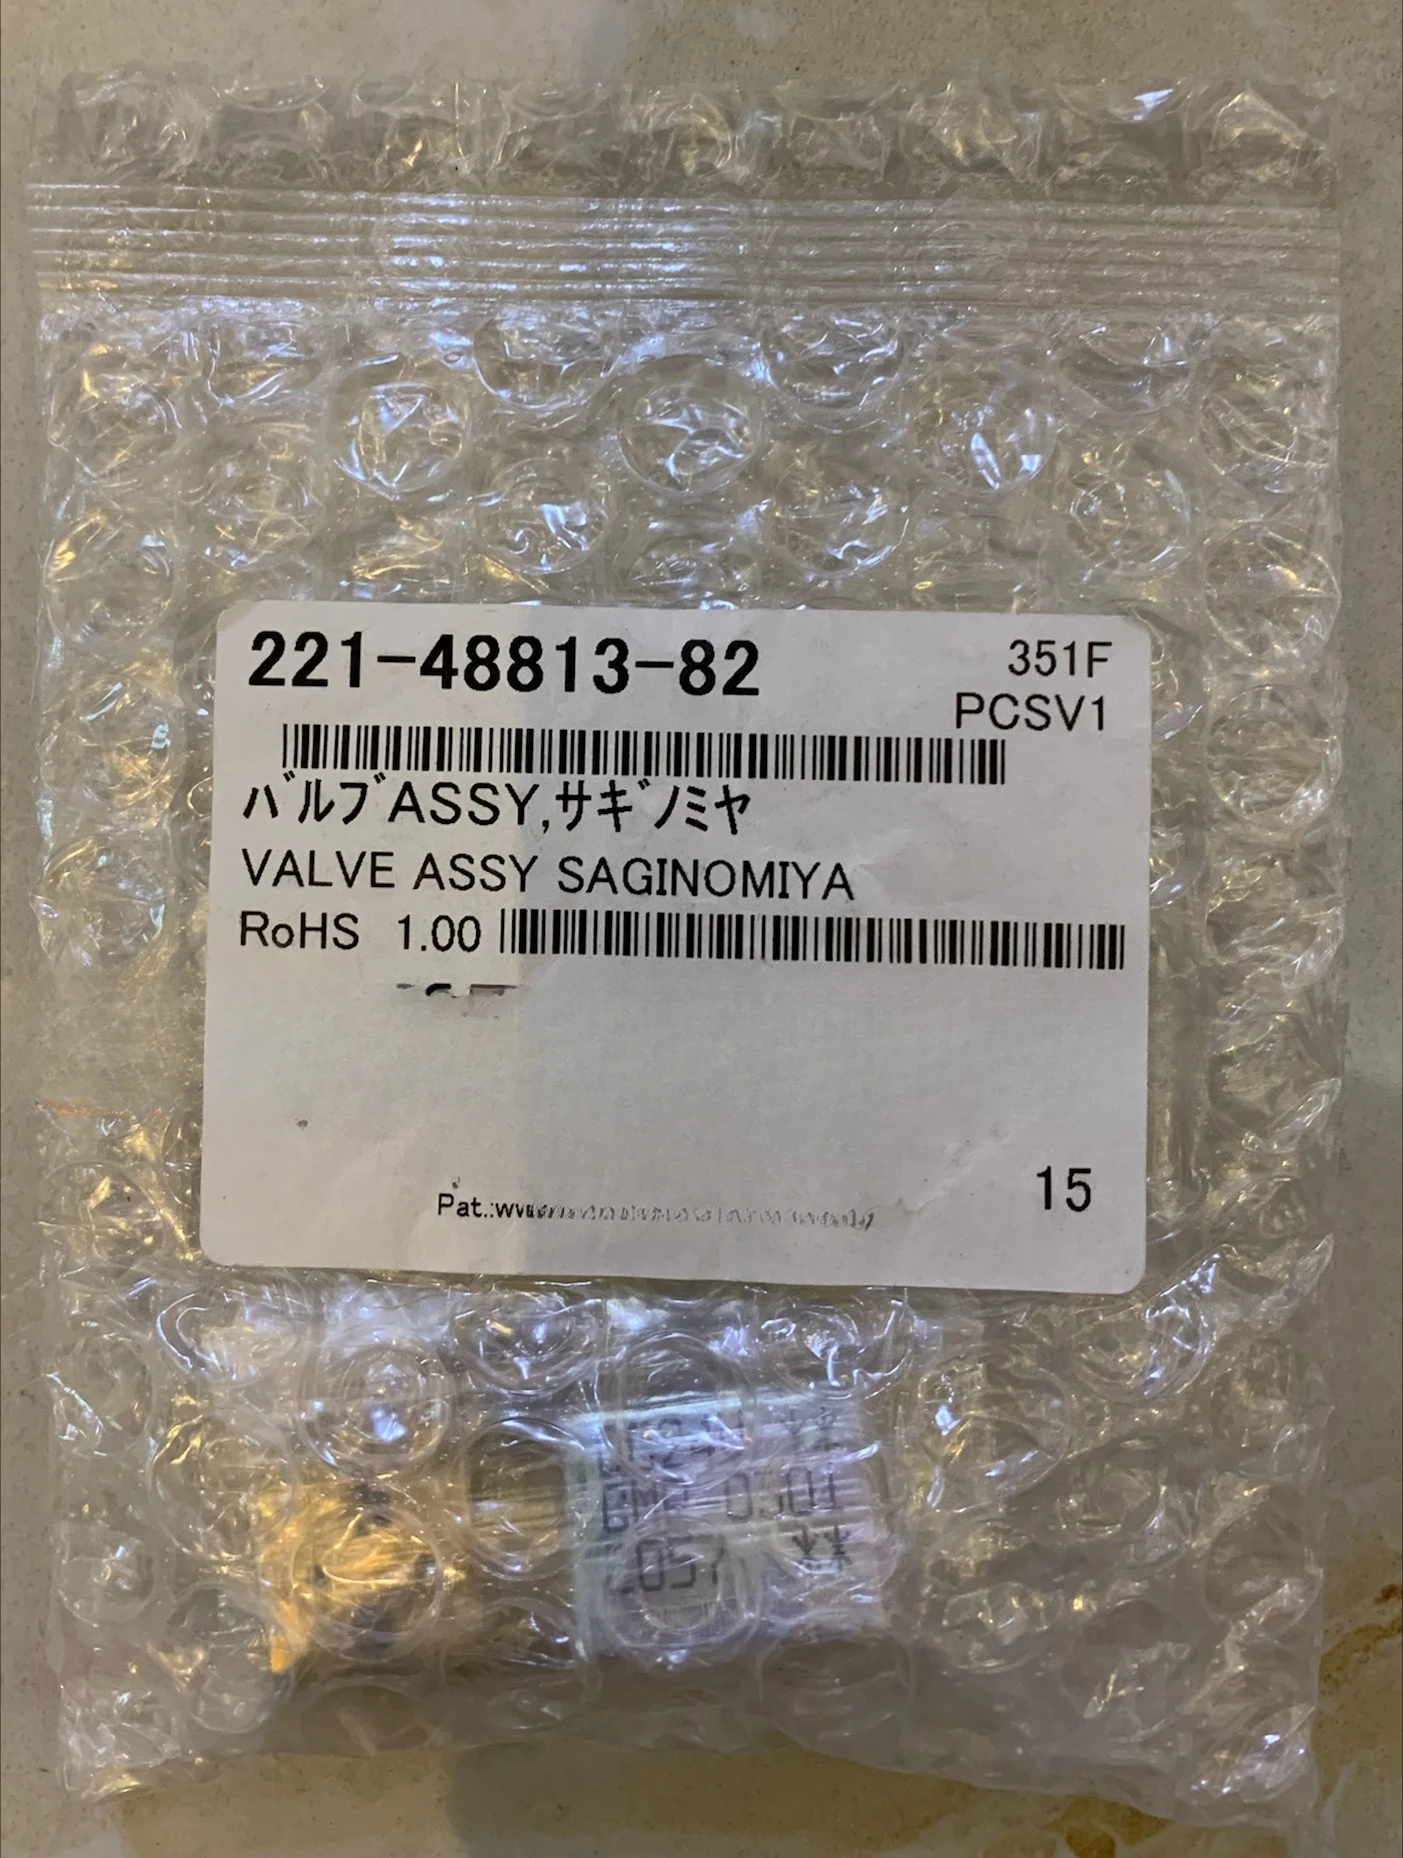 221-48813-82
351F
PCSV1
ﾊﾞﾙﾌﾞASSY,ｻｷﾞﾉﾐﾔ
VALVE ASSY SAGINOMIYA
RoHS 1.00
15
Pat.: